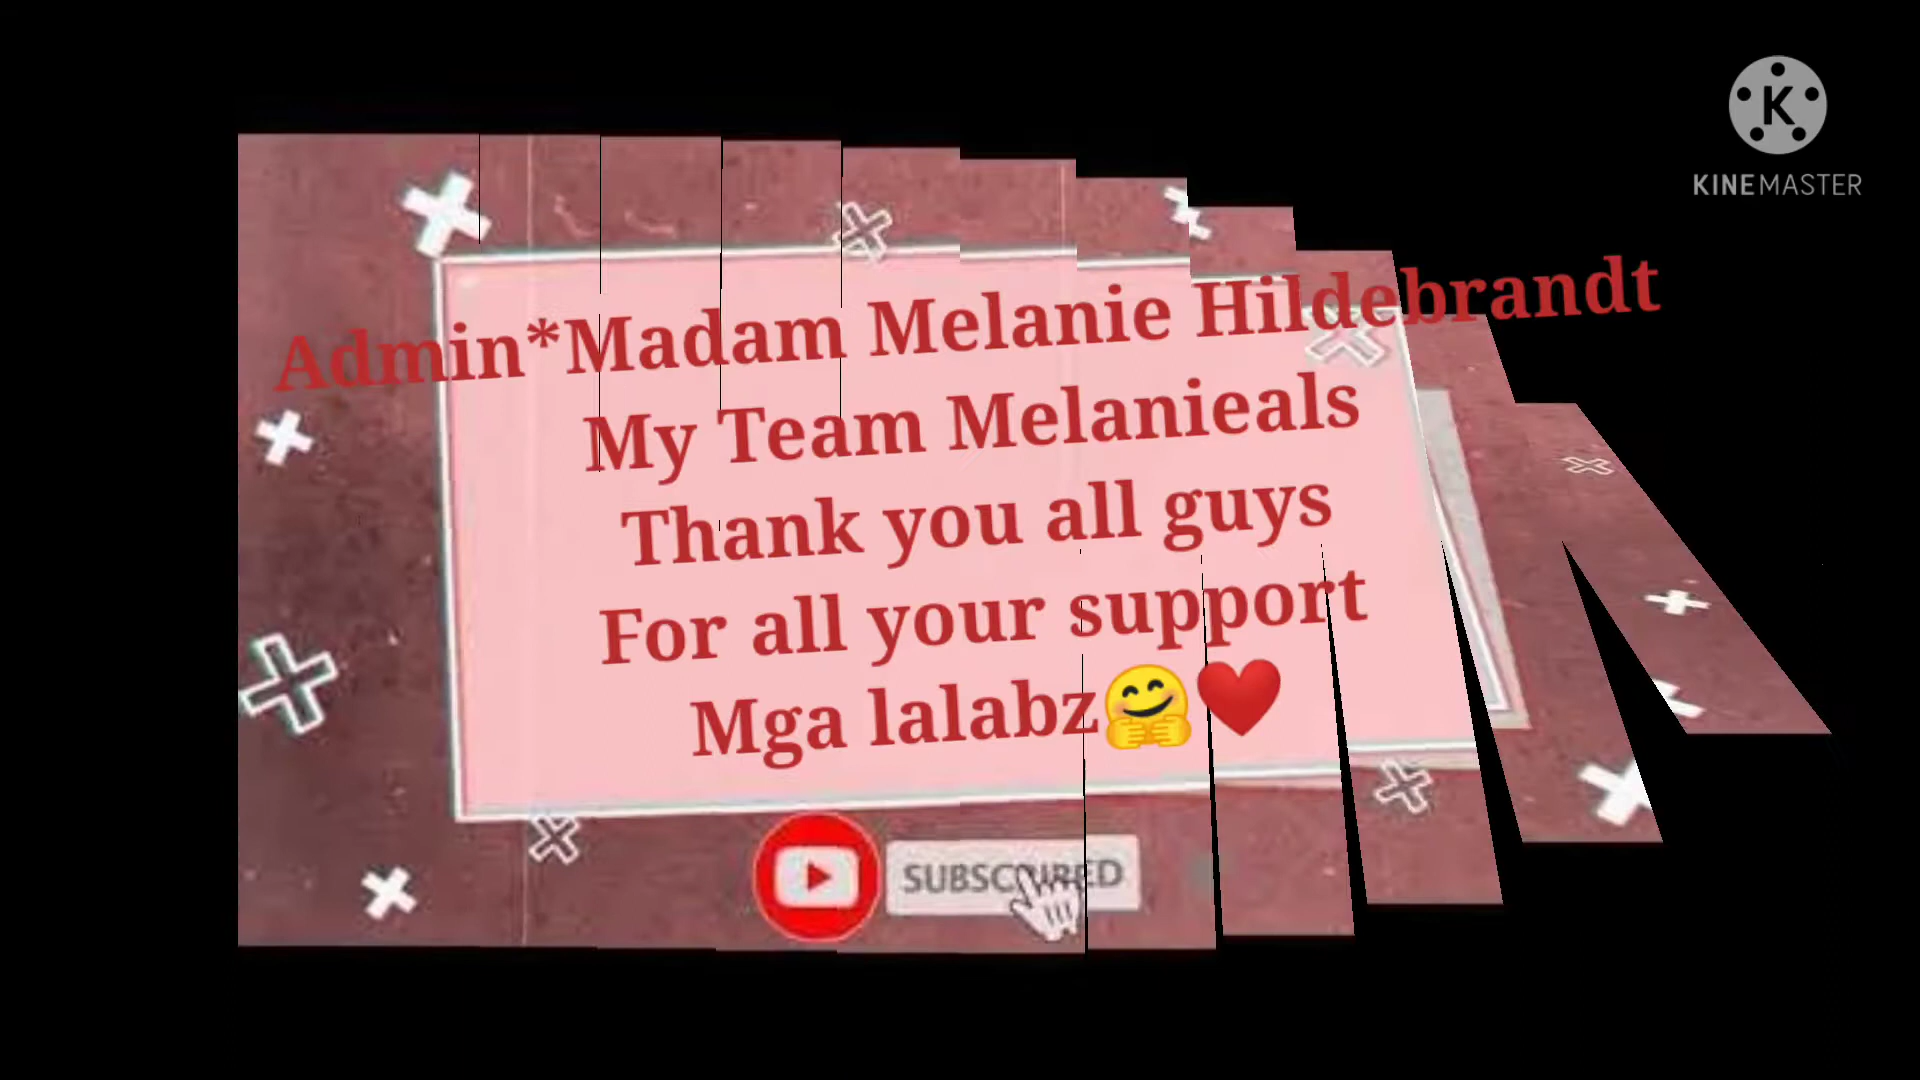 KINEMASTER
Admin*Madam Melanie Hildebrandt
My Team Melanieals
Thank you all guys
For all your support
Mga lalabz🤗❤️
SUBSCRIBED